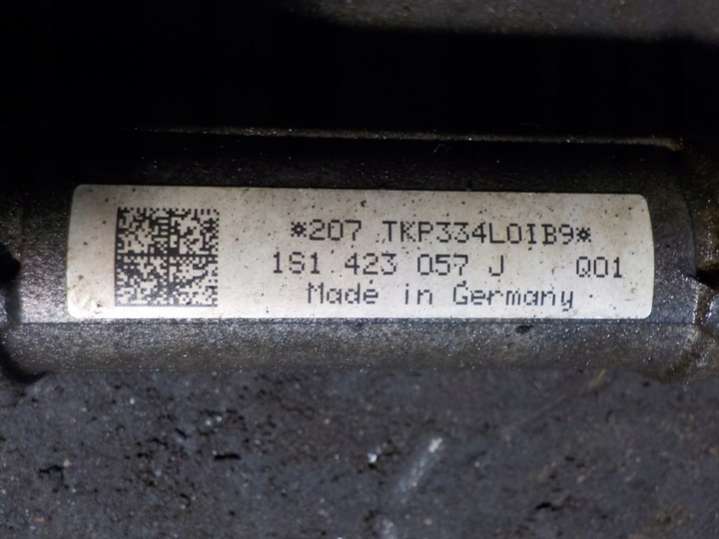 *207 TKP334L0IB9*
1S1 423 057 J Q01
Made in Germany